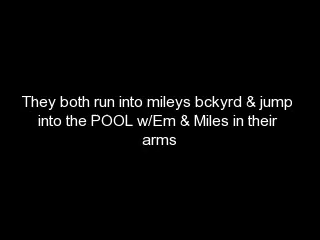 They both run into mileys bckyrd & jump
into the POOL w/Em & Miles in their
arms